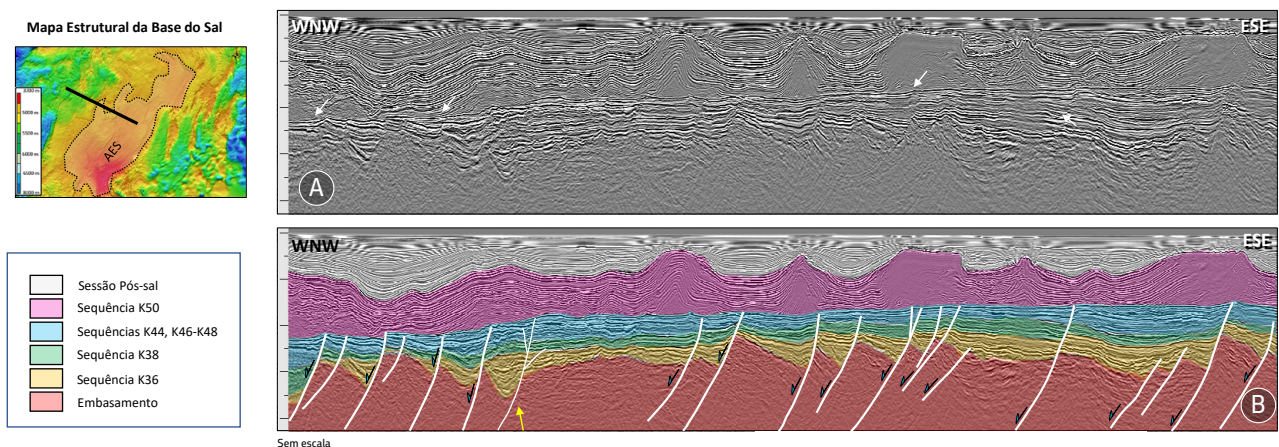 Mapa Estrutural da Base do Sal
AES
WNW
ESE
A
WNW
ESE
B
Sessão Pós-sal
Sequência K50
Sequências K44, K46-K48
Sequência K38
Sequência K36
Embasamento
Sem escala